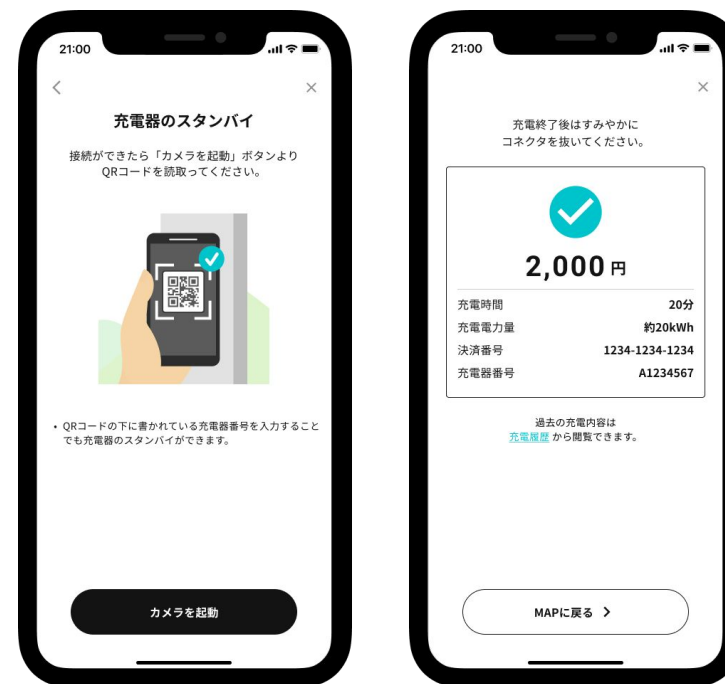 21:00
充電器のスタンバイ
接続ができたら「カメラを起動」ボタンより
QRコードを読取ってください。
• QRコードの下に書かれている充電器番号を入力すること
でも充電器のスタンバイができます。
カメラを起動
21:00
充電終了後はすみやかに
コネクタを抜いてください。
2,000 円
充電時間 20分
充電電力量 約20kWh
決済番号 1234-1234-1234
充電器番号 A1234567
過去の充電内容は
充電履歴 から閲覧できます。
MAPに戻る